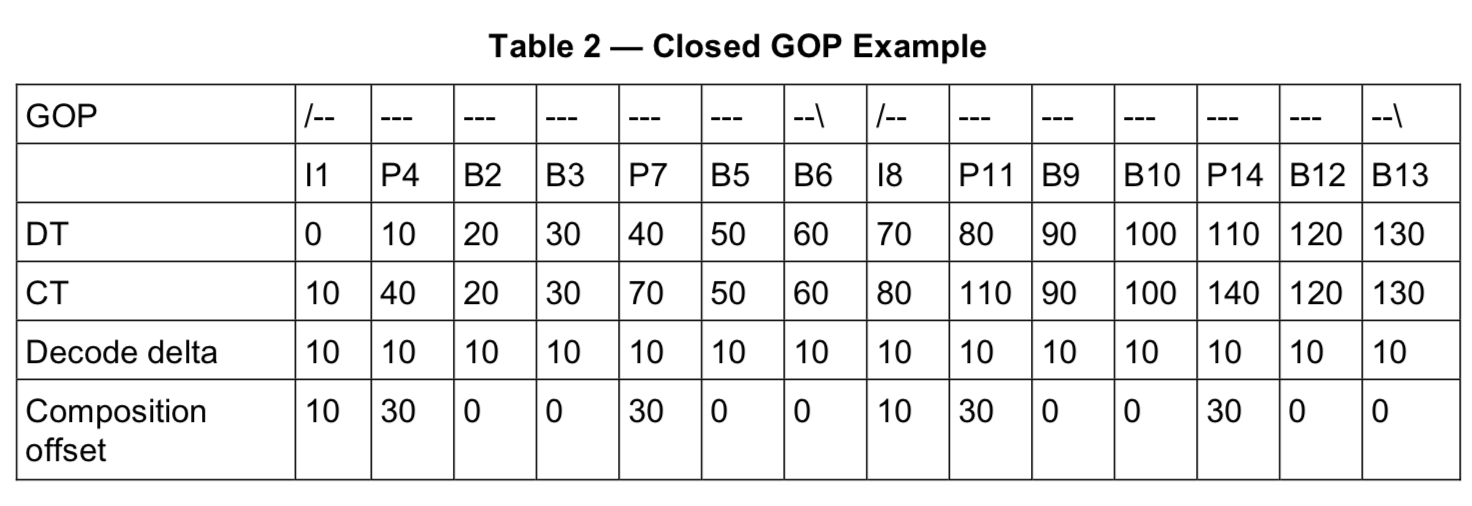 Table 2 — Closed GOP Example
GOP /-- --- --- --- --- --- --\ /-- --- --- --- --- --- --\
I1 P4 B2 B3 P7 B5 B6 I8 P11 B9 B10 P14 B12 B13
DT 0 10 20 30 40 50 60 70 80 90 100 110 120 130
CT 10 40 20 30 70 50 60 80 110 90 100 140 120 130
Decode delta 10 10 10 10 10 10 10 10 10 10 10 10 10 10
Composition 10 30 0 0 30 0 0 10 30 0 0 30 0 0
offset